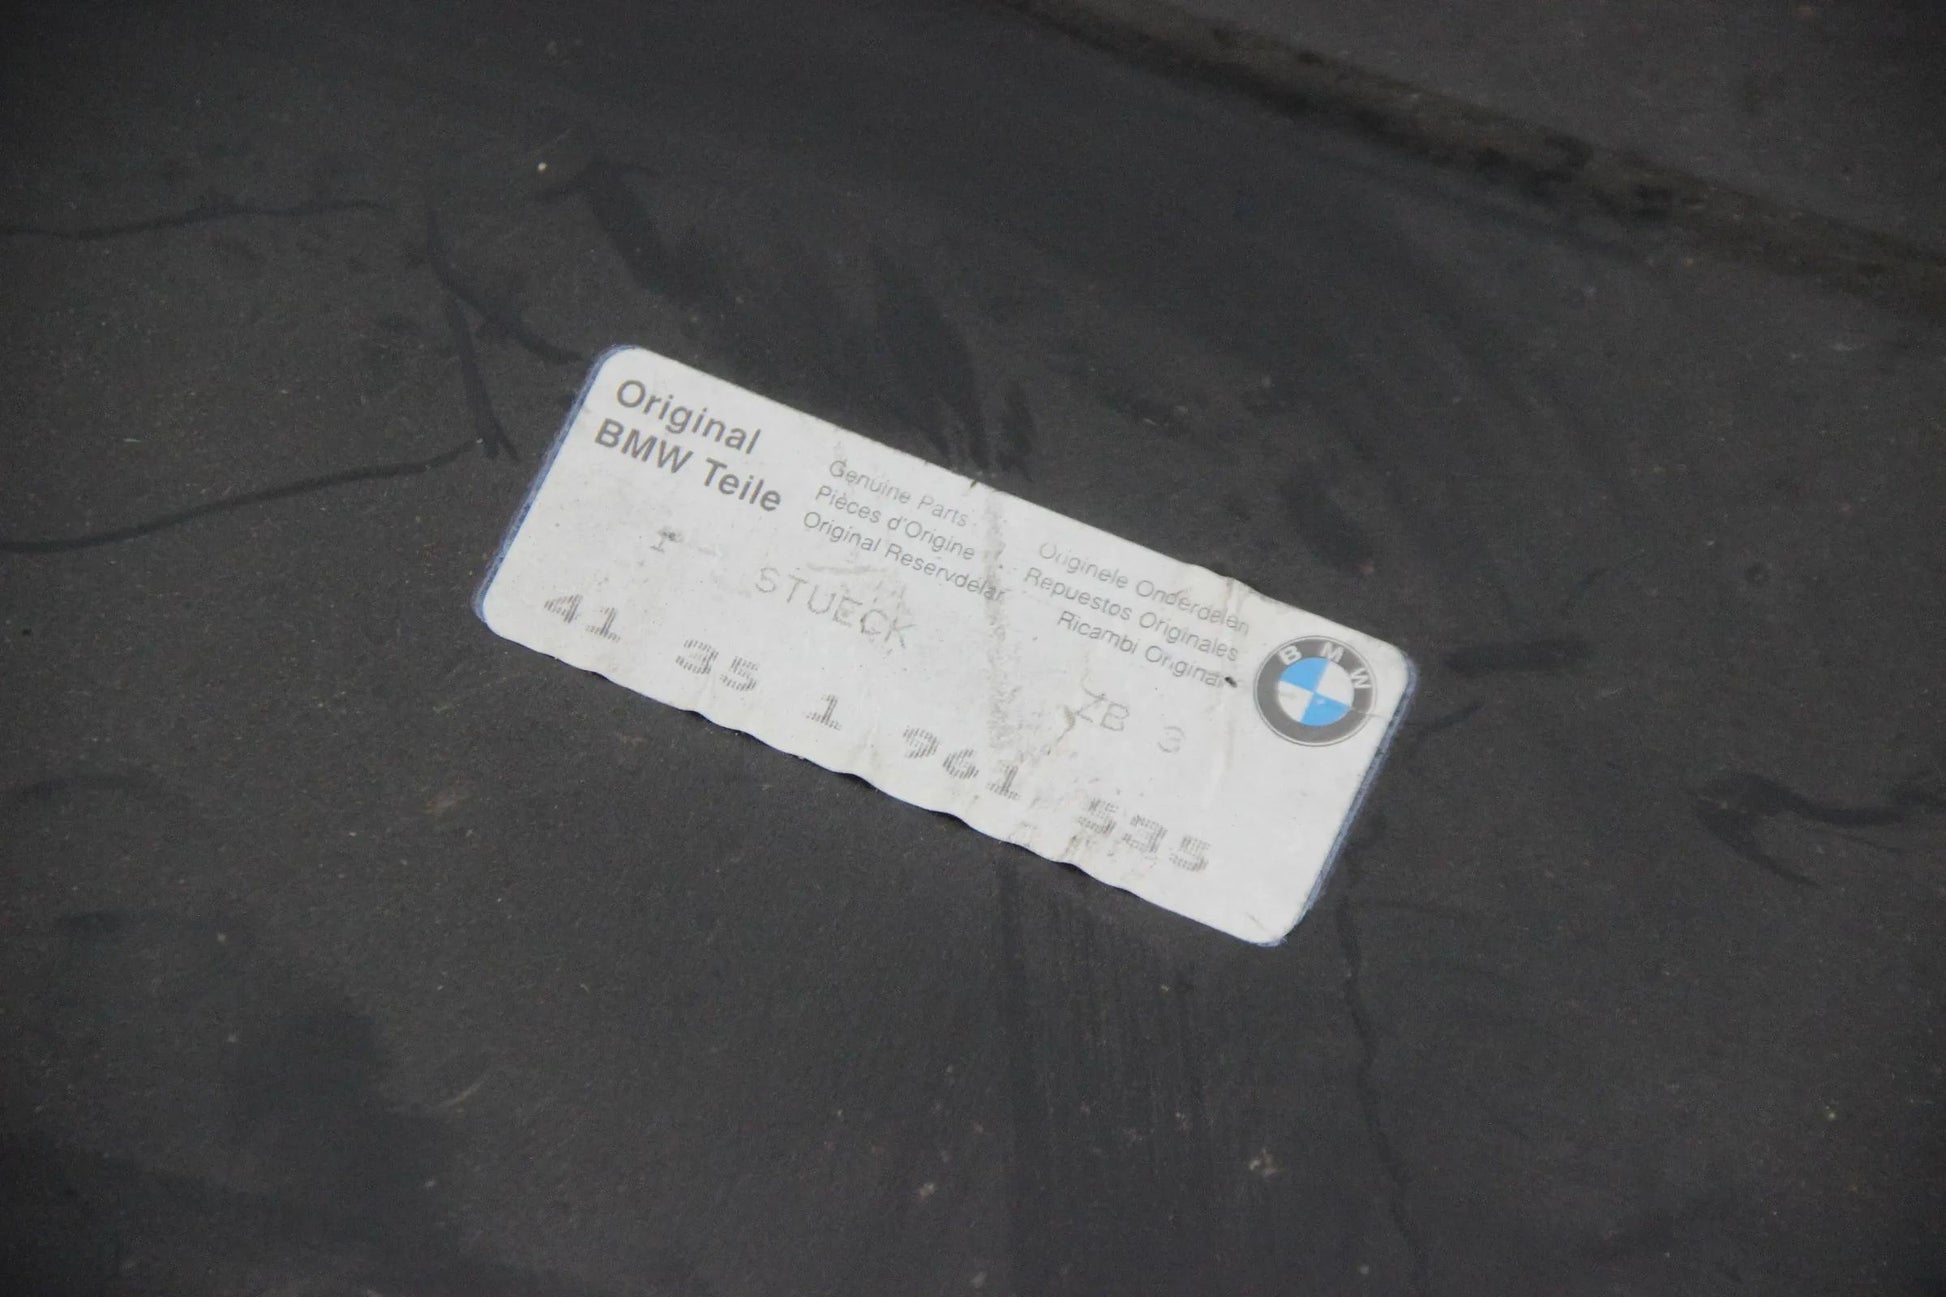 Original
BMW Teile
Genuine Parts
Pièces d'Origine
Original Reservdelar
Originele Onderdelen
Repuestos Originales
Ricambi Originali
STUECK
ZB 3
41 35 1 961 535
BMW